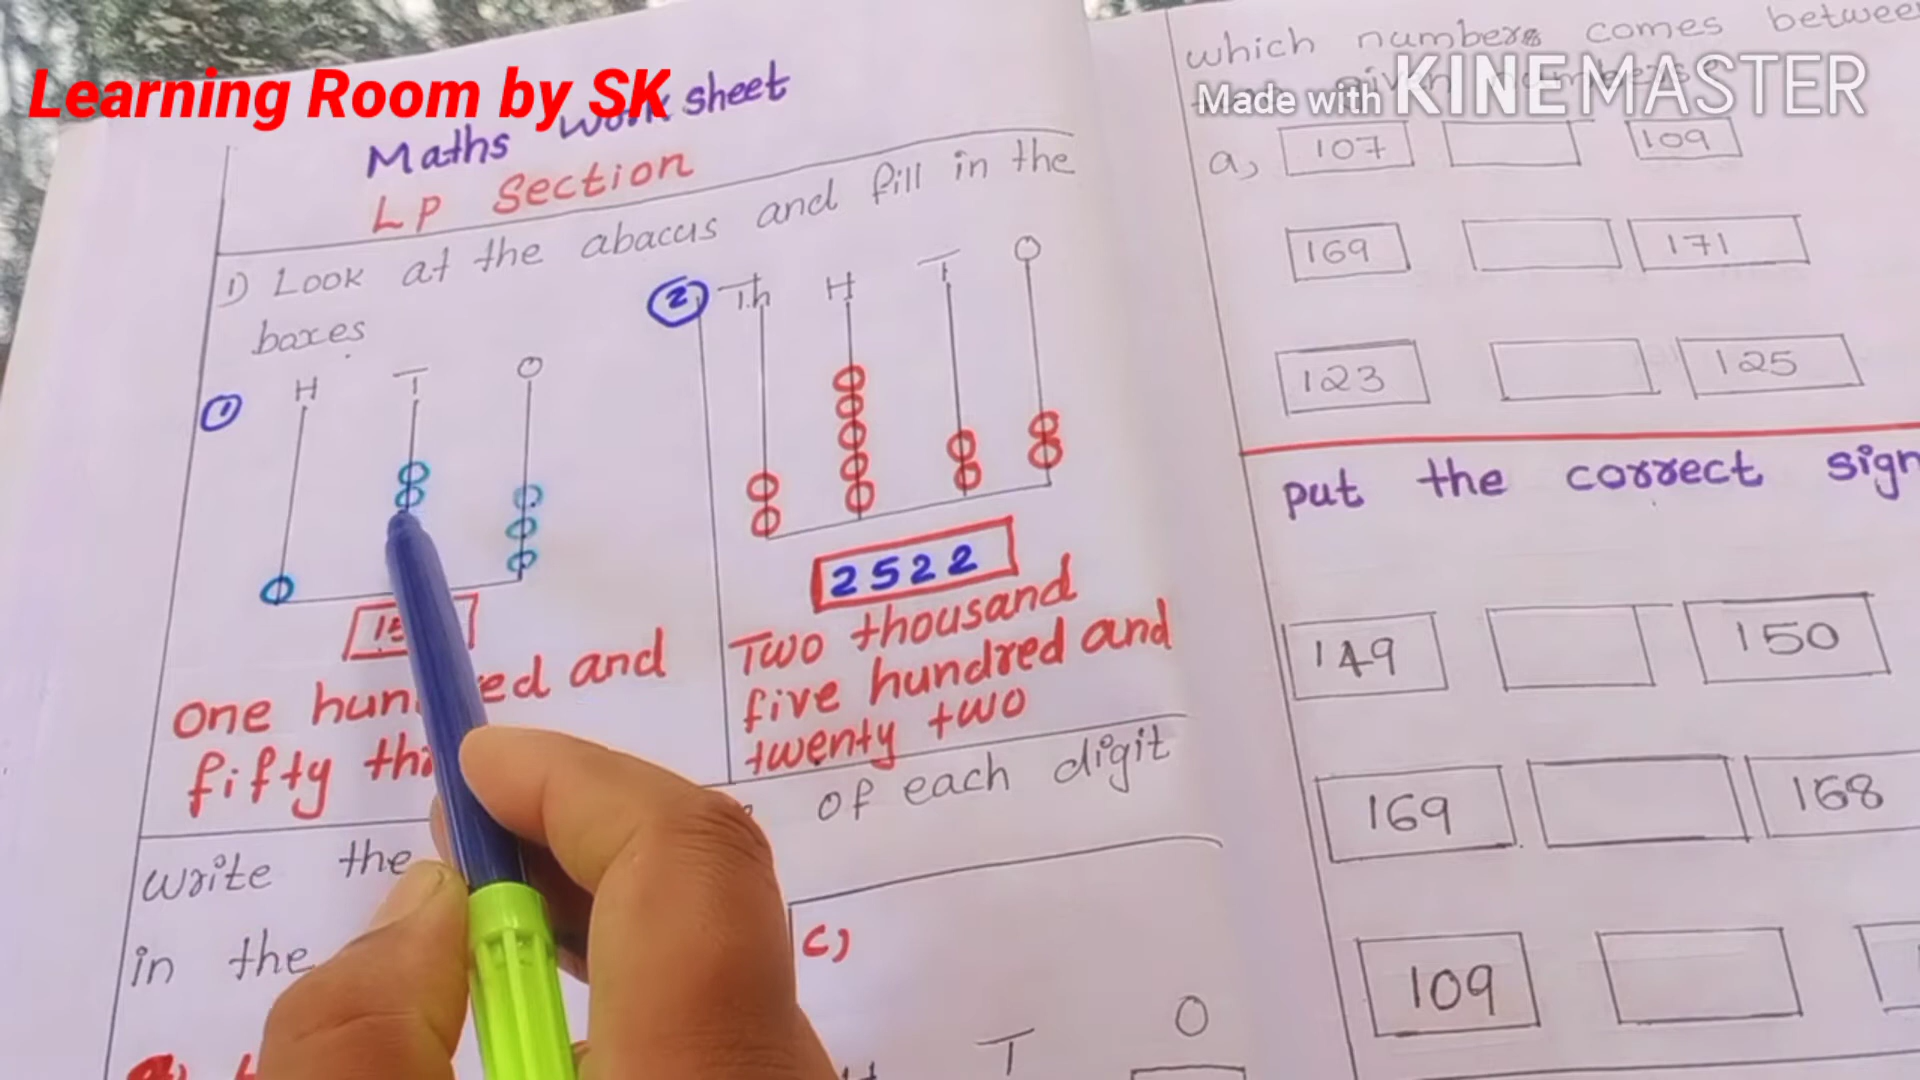 Learning Room by SK
Made with KINEMASTER
Maths Work sheet
LP Section
1) Look at the abacus and fill in the
boxes
1 H T O
2 Th H T O
2522
One and
fifty
Two thousand
five hundred and
twenty two
write the of each digit
in the
c)
T O
which numbers comes between
given numbers
a, 107 109
169 171
123 125
put the correct sign
149 150
169 168
109